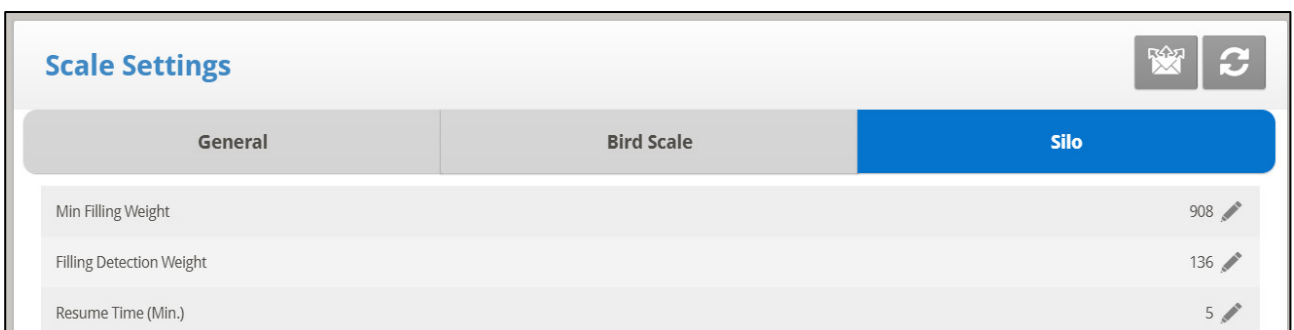 Scale Settings
General Bird Scale Silo
Min Filling Weight 908
Filling Detection Weight 136
Resume Time (Min.) 5